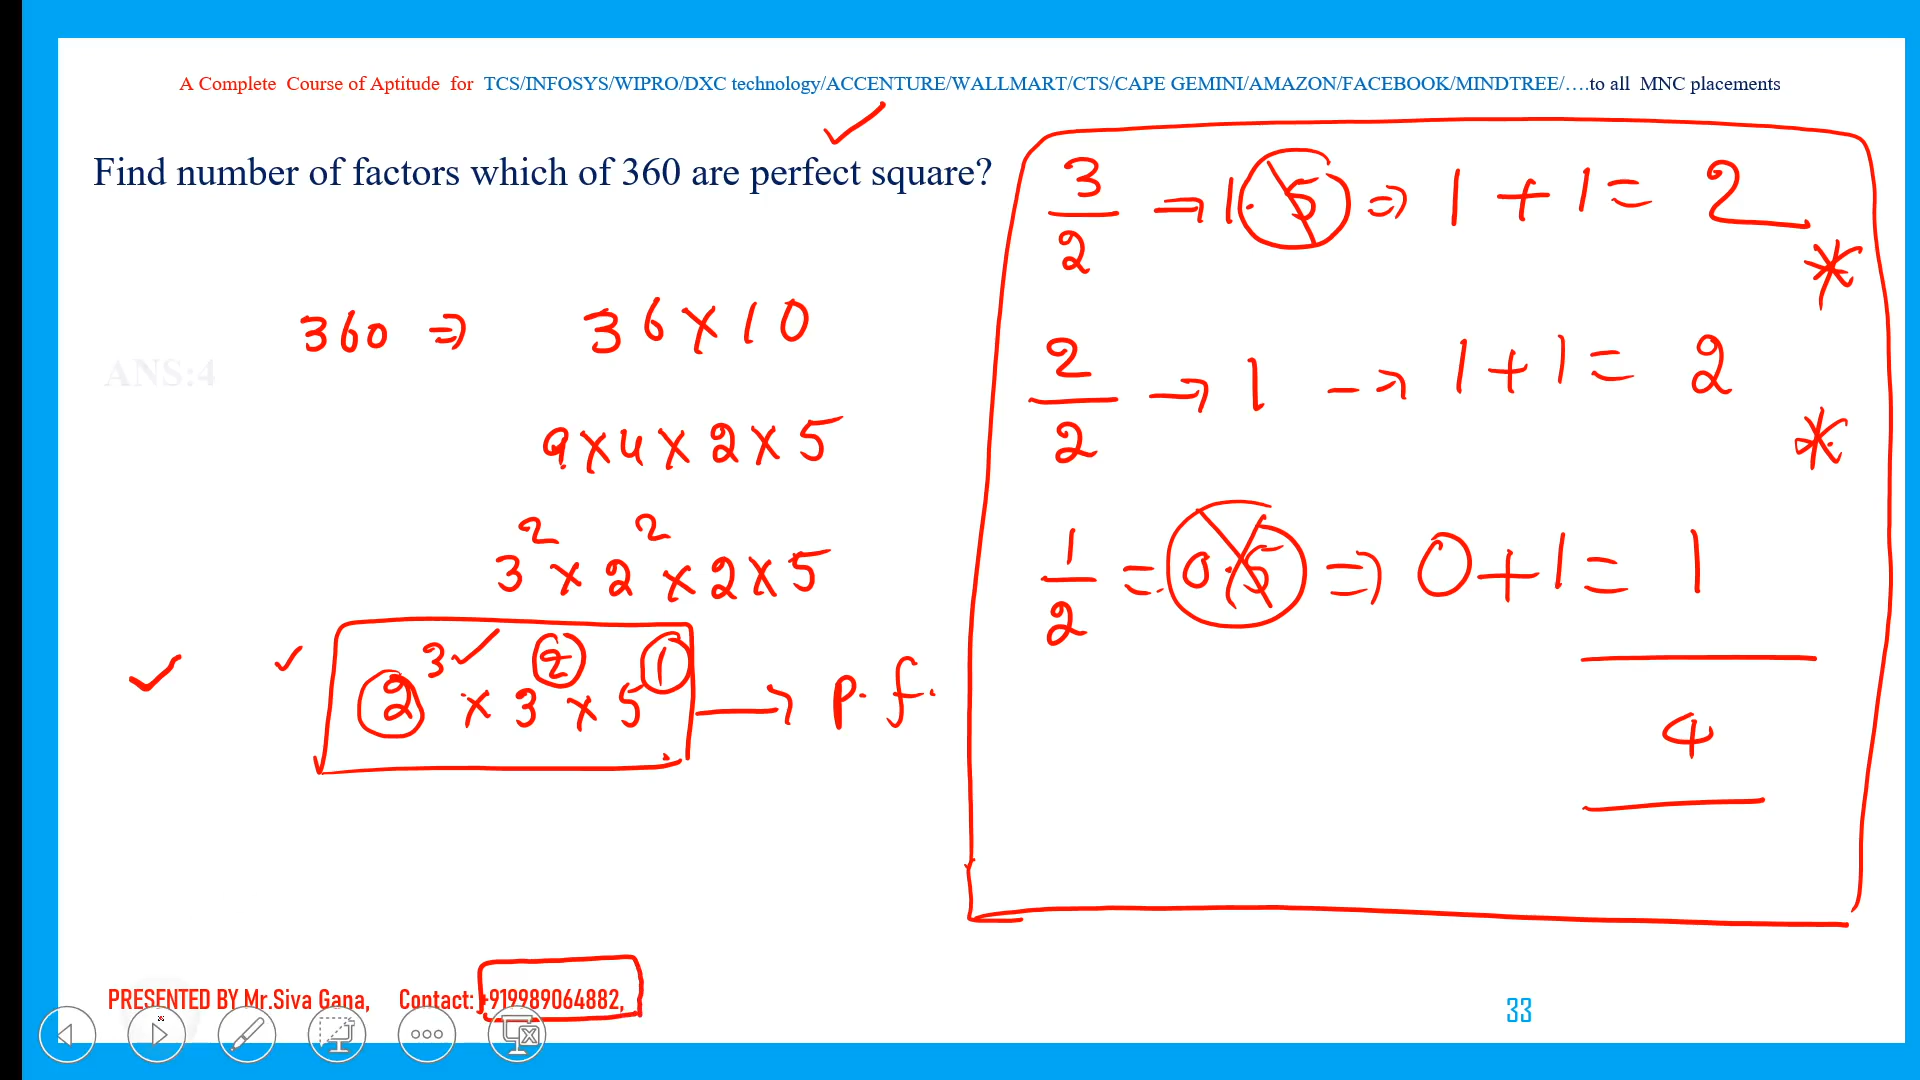 A Complete Course of Aptitude for TCS/INFOSYS/WIPRO/DXC technology/ACCENTURE/WALLMART/CTS/CAPE GEMINI/AMAZON/FACEBOOK/MINDTREE/….to all MNC placements
Find number of factors which of 360 are perfect square?
360 ⇒ 36 × 10
ANS:4
9 × 4 × 2 × 5
3² × 2² × 2 × 5
2³ × 3² × 5¹ → p.f.
3/2 ⇒ 1.5 ⇒ 1 + 1 = 2
2/2 ⇒ 1 ⇒ 1 + 1 = 2
1/2 = 0.5 ⇒ 0 + 1 = 1
4
PRESENTED BY Mr.Siva Gana, Contact: +919989064882,
33